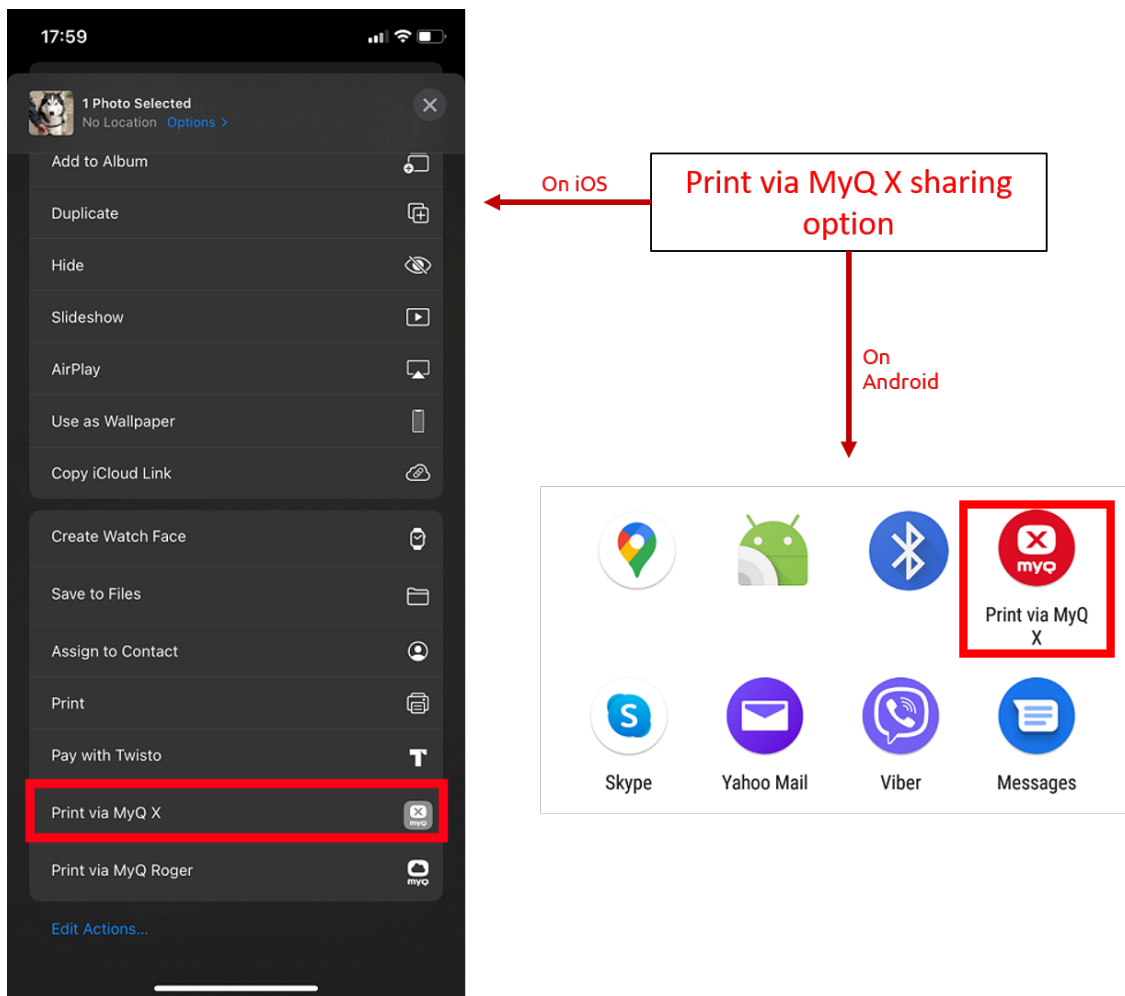 17:59
1 Photo Selected
No Location Options >
Add to Album
Duplicate
Hide
Slideshow
AirPlay
Use as Wallpaper
Copy iCloud Link
Create Watch Face
Save to Files
Assign to Contact
Print
Pay with Twisto
Print via MyQ X
myQ
Print via MyQ Roger
myQ
Edit Actions...
On iOS
Print via MyQ X sharing
option
On
Android
X
myQ
Print via MyQ
X
S
Skype
Yahoo Mail
Viber
Messages